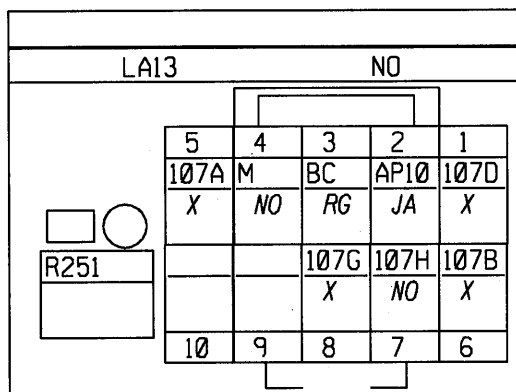 LA13 NO
5 4 3 2 1
107A M BC AP10 107D
X NO RG JA X
R251
107G 107H 107B
X NO X
10 9 8 7 6